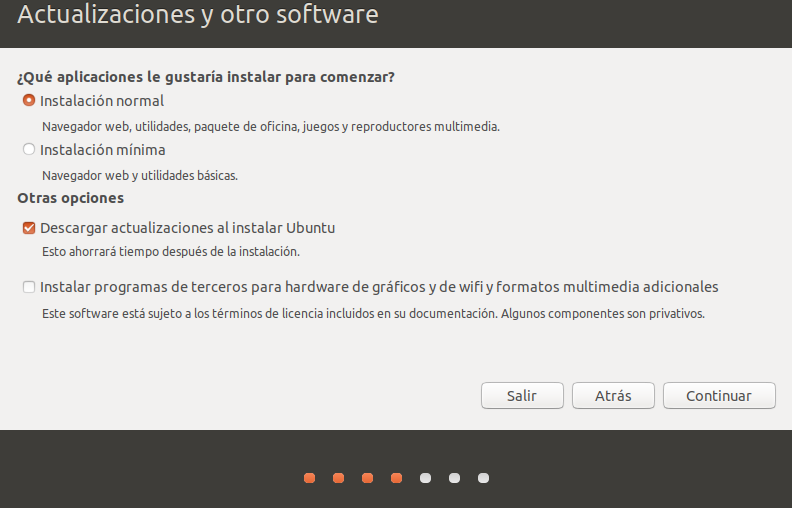 Actualizaciones y otro software
¿Qué aplicaciones le gustaría instalar para comenzar?
Instalación normal
Navegador web, utilidades, paquete de oficina, juegos y reproductores multimedia.
Instalación mínima
Navegador web y utilidades básicas.
Otras opciones
Descargar actualizaciones al instalar Ubuntu
Esto ahorrará tiempo después de la instalación.
Instalar programas de terceros para hardware de gráficos y de wifi y formatos multimedia adicionales
Este software está sujeto a los términos de licencia incluidos en su documentación. Algunos componentes son privativos.
Salir Atrás Continuar